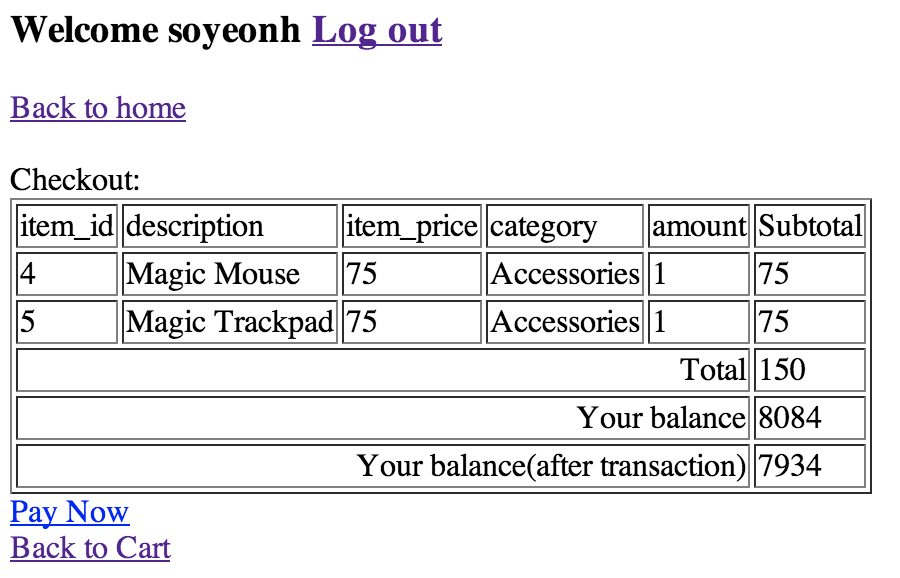 Welcome soyeonh Log out
Back to home
Checkout:
item_id description item_price category amount Subtotal
4 Magic Mouse 75 Accessories 1 75
5 Magic Trackpad 75 Accessories 1 75
Total 150
Your balance 8084
Your balance(after transaction) 7934
Pay Now
Back to Cart